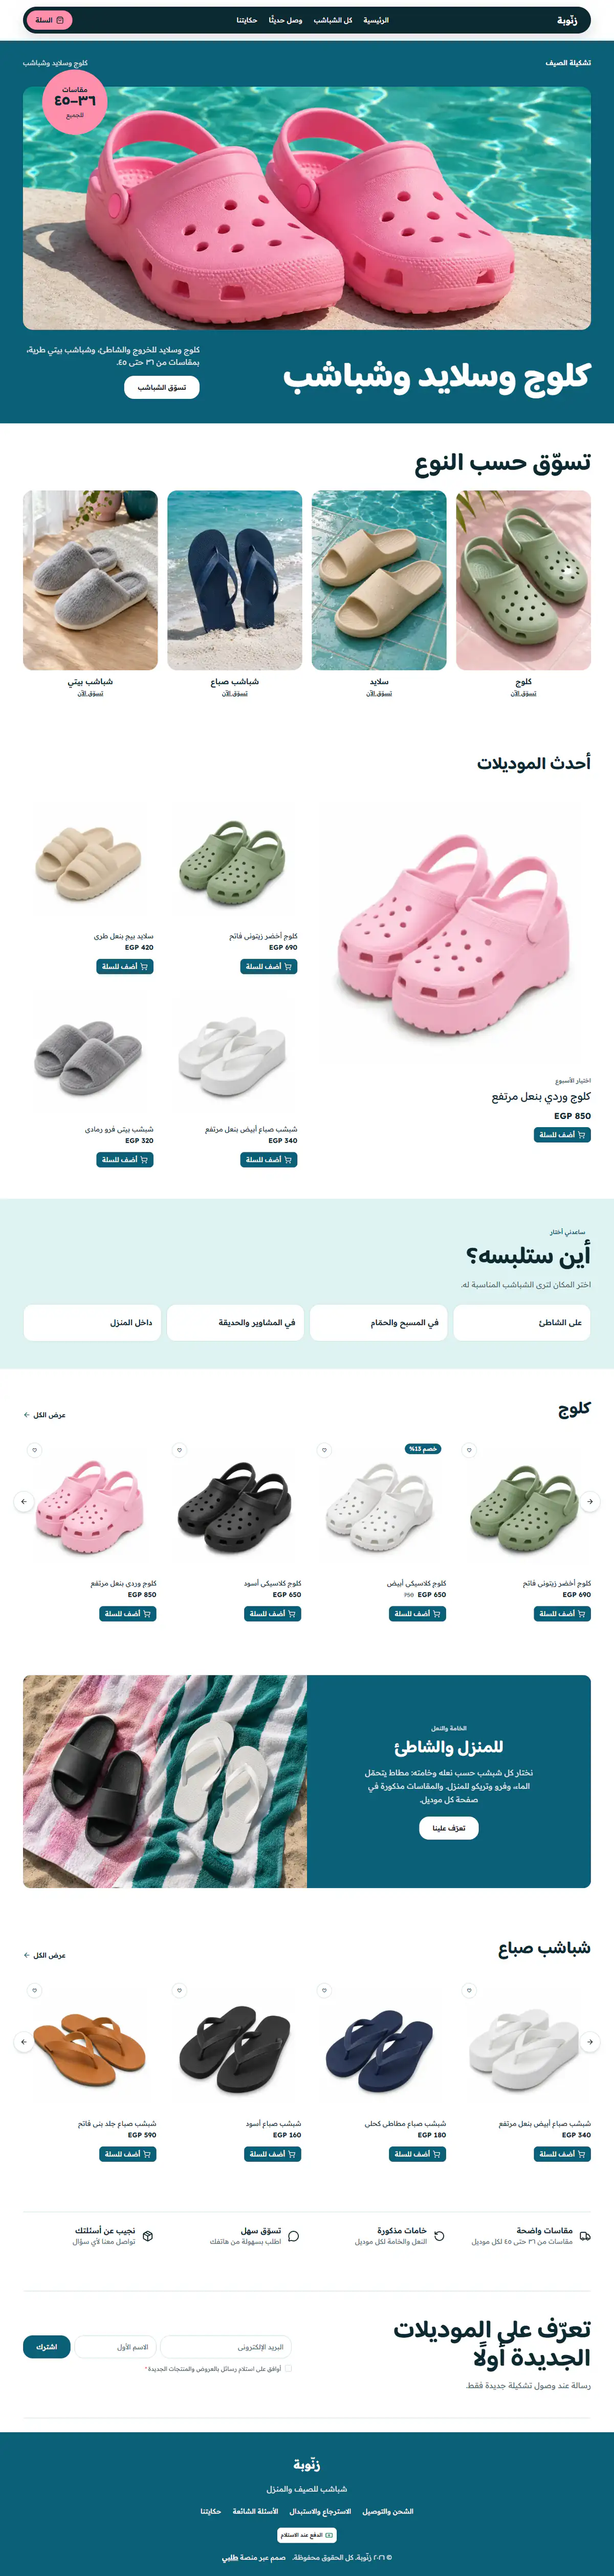 زنّوبة
الرئيسية
كل الشباشب
وصل حديثًا
حكايتنا
السلة
تشكيلة الصيف
كلوج وسلايد وشباشب
مقاسات
٣٦–٤٥
للجميع
كلوج وسلايد وشباشب
كلوج وسلايد للخروج والشاطئ، وشباشب بيتي طرية،
بمقاسات من ٣٦ حتى ٤٥.
تسوّق الشباشب
تسوّق حسب النوع
كلوج
تسوّق الآن
سلايد
تسوّق الآن
شباشب صباع
تسوّق الآن
شباشب بيتي
تسوّق الآن
أحدث الموديلات
اختيار الأسبوع
كلوج وردي بنعل مرتفع
850 EGP
أضف للسلة
كلوج أخضر زيتوني فاتح
690 EGP
أضف للسلة
سلايد بيج بنعل طري
420 EGP
أضف للسلة
شبشب صباع أبيض بنعل مرتفع
340 EGP
أضف للسلة
شبشب بيتي فرو رمادي
320 EGP
أضف للسلة
ساعدني أختار
أين ستلبسه؟
اختر المكان لترى الشباشب المناسبة له.
على الشاطئ
في المسبح والحمّام
في المشاوير والحديقة
داخل المنزل
كلوج
عرض الكل
كلوج أخضر زيتوني فاتح
690 EGP
أضف للسلة
خصم 13%
كلوج كلاسيكي أبيض
650 EGP 750
أضف للسلة
كلوج كلاسيكي أسود
650 EGP
أضف للسلة
كلوج وردي بنعل مرتفع
850 EGP
أضف للسلة
الخامة والنعل
للمنزل والشاطئ
نختار كل شبشب حسب نعله وخامته: مطاط يتحمّل
الماء، وفرو وتريكو للمنزل. والمقاسات مذكورة في
صفحة كل موديل.
تعرّف علينا
شباشب صباع
عرض الكل
شبشب صباع أبيض بنعل مرتفع
340 EGP
أضف للسلة
شبشب صباع مطاطي كحلي
180 EGP
أضف للسلة
شبشب صباع أسود
160 EGP
أضف للسلة
شبشب صباع جلد بني فاتح
590 EGP
أضف للسلة
مقاسات واضحة
مقاسات من ٣٦ حتى ٤٥ لكل موديل
خامات مذكورة
النعل والخامة لكل موديل
تسوّق سهل
اطلب بسهولة من هاتفك
نجيب عن أسئلتك
تواصل معنا لأي سؤال
تعرّف على الموديلات
الجديدة أولًا
رسالة عند وصول تشكيلة جديدة فقط.
البريد الإلكتروني
الاسم الأول
اشترك
أوافق على استلام رسائل بالعروض والمنتجات الجديدة *
زنّوبة
شباشب للصيف والمنزل
الشحن والتوصيل
الاسترجاع والاستبدال
الأسئلة الشائعة
حكايتنا
الدفع عند الاستلام
© ٢٠٢٦ زنّوبة. كل الحقوق محفوظة.
صمم عبر منصة طلبي